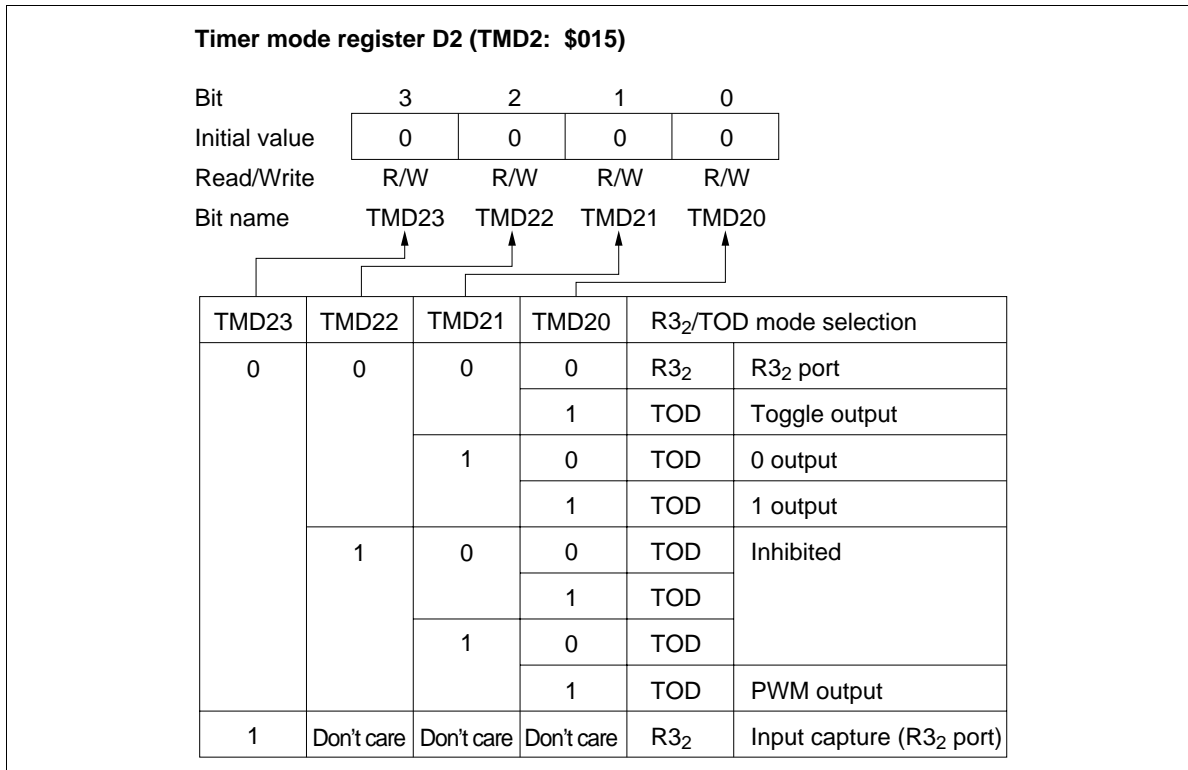 Timer mode register D2 (TMD2: $015)
Bit 3 2 1 0
Initial value 0 0 0 0
Read/Write R/W R/W R/W R/W
Bit name TMD23 TMD22 TMD21 TMD20
TMD23 TMD22 TMD21 TMD20 R3₂/TOD mode selection
0 0 0 0 R3₂ R3₂ port
1 TOD Toggle output
1 0 TOD 0 output
1 TOD 1 output
1 0 0 TOD Inhibited
1 TOD
1 0 TOD
1 TOD PWM output
1 Don't care Don't care Don't care R3₂ Input capture (R3₂ port)